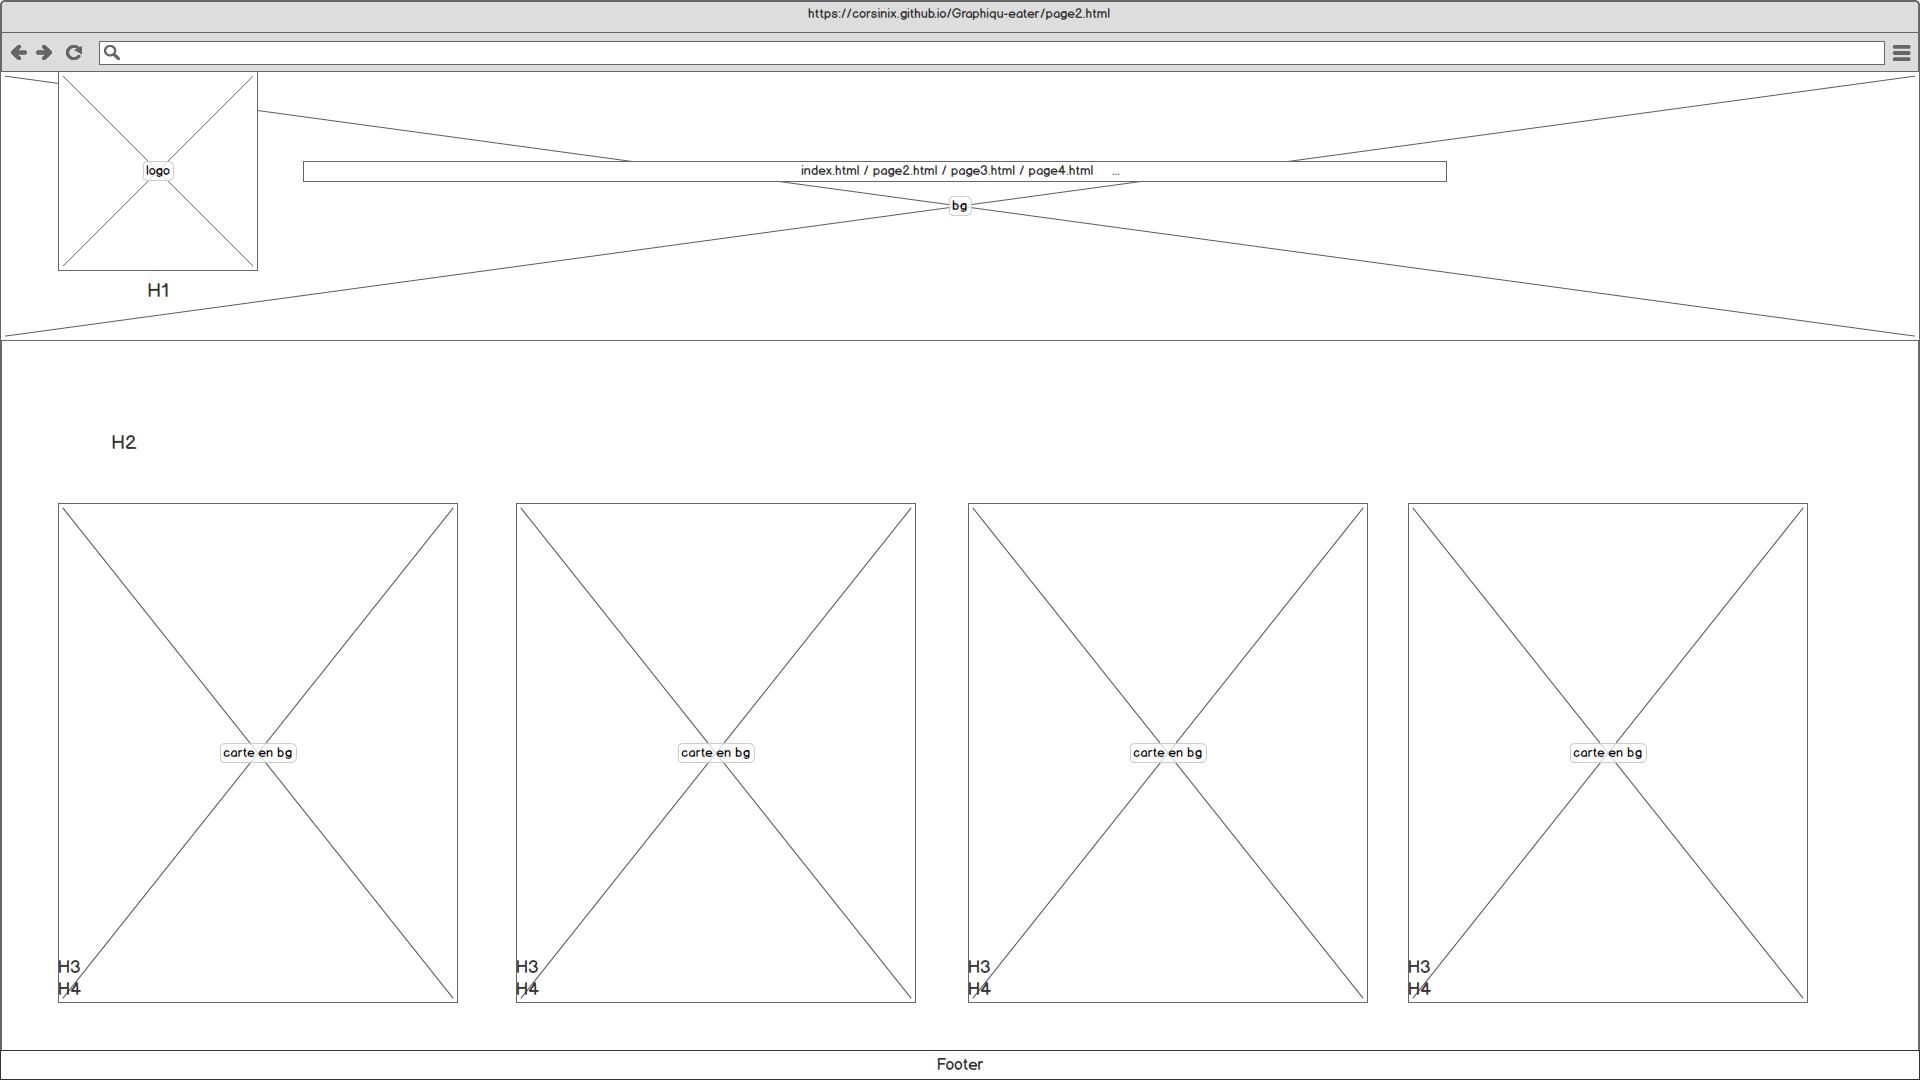 https://corsinix.github.io/Graphiqu-eater/page2.html
logo
index.html / page2.html / page3.html / page4.html ...
bg
H1
H2
carte en bg
carte en bg
carte en bg
carte en bg
H3
H4
H3
H4
H3
H4
H3
H4
Footer